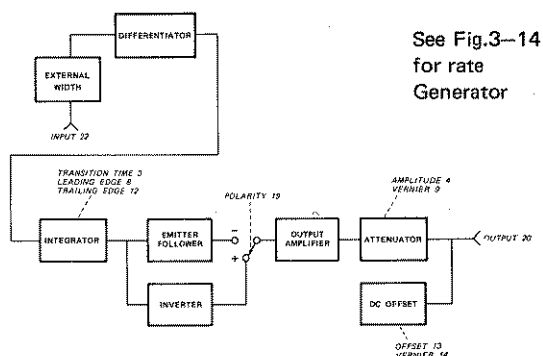 DIFFERENTIATOR
See Fig.3—14
for rate
Generator
EXTERNAL
WIDTH
INPUT 22
TRANSITION TIME 3
LEADING EDGE 8
TRAILING EDGE 12
POLARITY 19
AMPLITUDE 4
VERNIER 9
INTEGRATOR
EMITTER
FOLLOWER
−
+
OUTPUT
AMPLIFIER
ATTENUATOR
OUTPUT 20
INVERTER
DC OFFSET
OFFSET 13
VERNIER 14